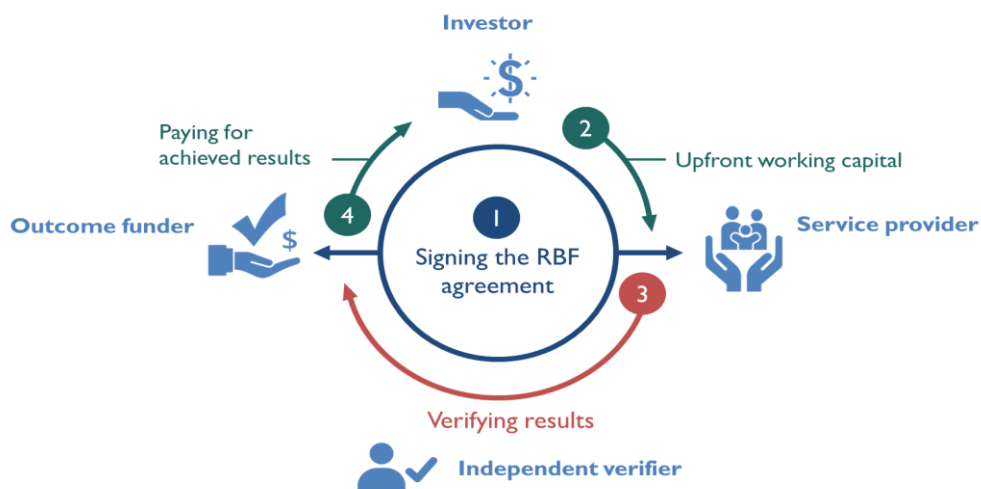 Investor
$
2
Paying for
achieved results
Upfront working capital
1
4
Outcome funder
$
Service provider
Signing the RBF
agreement
3
Verifying results
Independent verifier